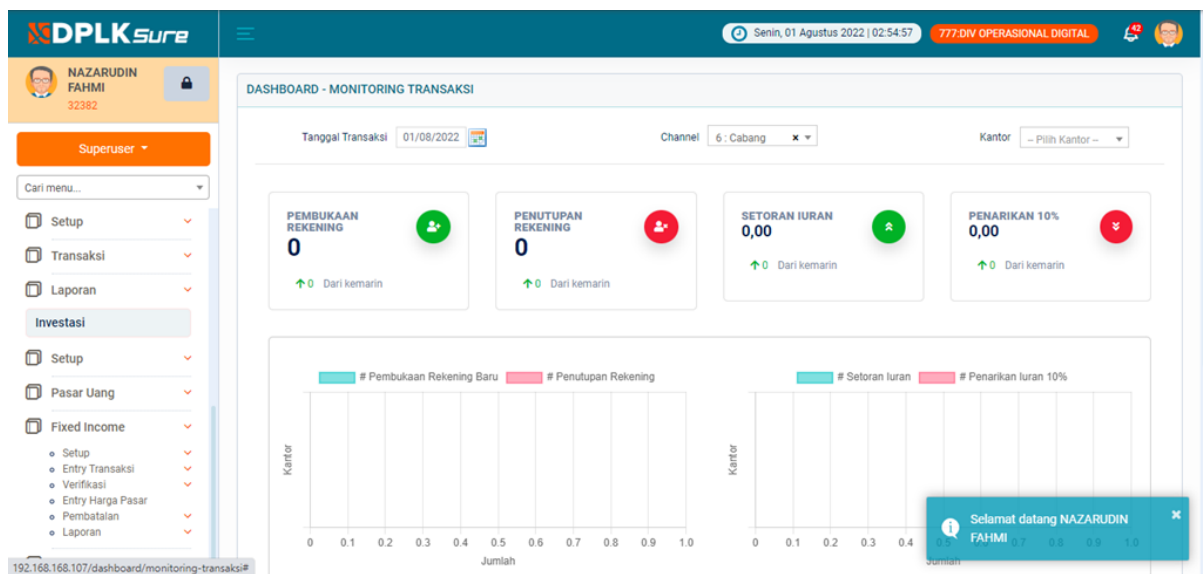 DPLKSure
Senin, 01 Agustus 2022 | 02:54:57
777:DIV OPERASIONAL DIGITAL
42
NAZARUDIN
FAHMI
32382
Superuser
Cari menu...
Setup
Transaksi
Laporan
Investasi
Setup
Pasar Uang
Fixed Income
Setup
Entry Transaksi
Verifikasi
Entry Harga Pasar
Pembatalan
Laporan
192.168.168.107/dashboard/monitoring-transaksi#
DASHBOARD - MONITORING TRANSAKSI
Tanggal Transaksi 01/08/2022
Channel 6 : Cabang
Kantor -- Pilih Kantor --
PEMBUKAAN
REKENING
0
0 Dari kemarin
PENUTUPAN
REKENING
0
0 Dari kemarin
SETORAN IURAN
0,00
0 Dari kemarin
PENARIKAN 10%
0,00
0 Dari kemarin
# Pembukaan Rekening Baru # Penutupan Rekening
Kantor
0 0.1 0.2 0.3 0.4 0.5 0.6 0.7 0.8 0.9 1.0
Jumlah
# Setoran Iuran # Penarikan Iuran 10%
Kantor
0 0.1 0.2 0.3 0.4 0.5 0.6 0.7 0.8 0.9 1.0
Jumlah
Selamat datang NAZARUDIN
FAHMI